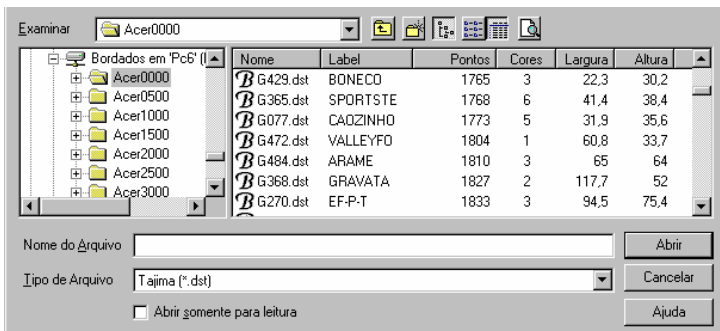 Examinar Acer0000
Bordados em 'Pc6' (
Acer0000
Acer0500
Acer1000
Acer1500
Acer2000
Acer2500
Acer3000
Nome Label Pontos Cores Largura Altura
G429.dst BONECO 1765 3 22,3 30,2
G365.dst SPORTSTE 1768 6 41,4 38,4
G077.dst CAOZINHO 1773 5 31,9 35,6
G472.dst VALLEYFO 1804 1 60,8 33,7
G484.dst ARAME 1810 3 65 64
G368.dst GRAVATA 1827 2 117,7 52
G270.dst EF-P-T 1833 3 94,5 75,4
Nome do Arquivo Abrir
Tipo de Arquivo Tajima (*.dst) Cancelar
Abrir somente para leitura Ajuda